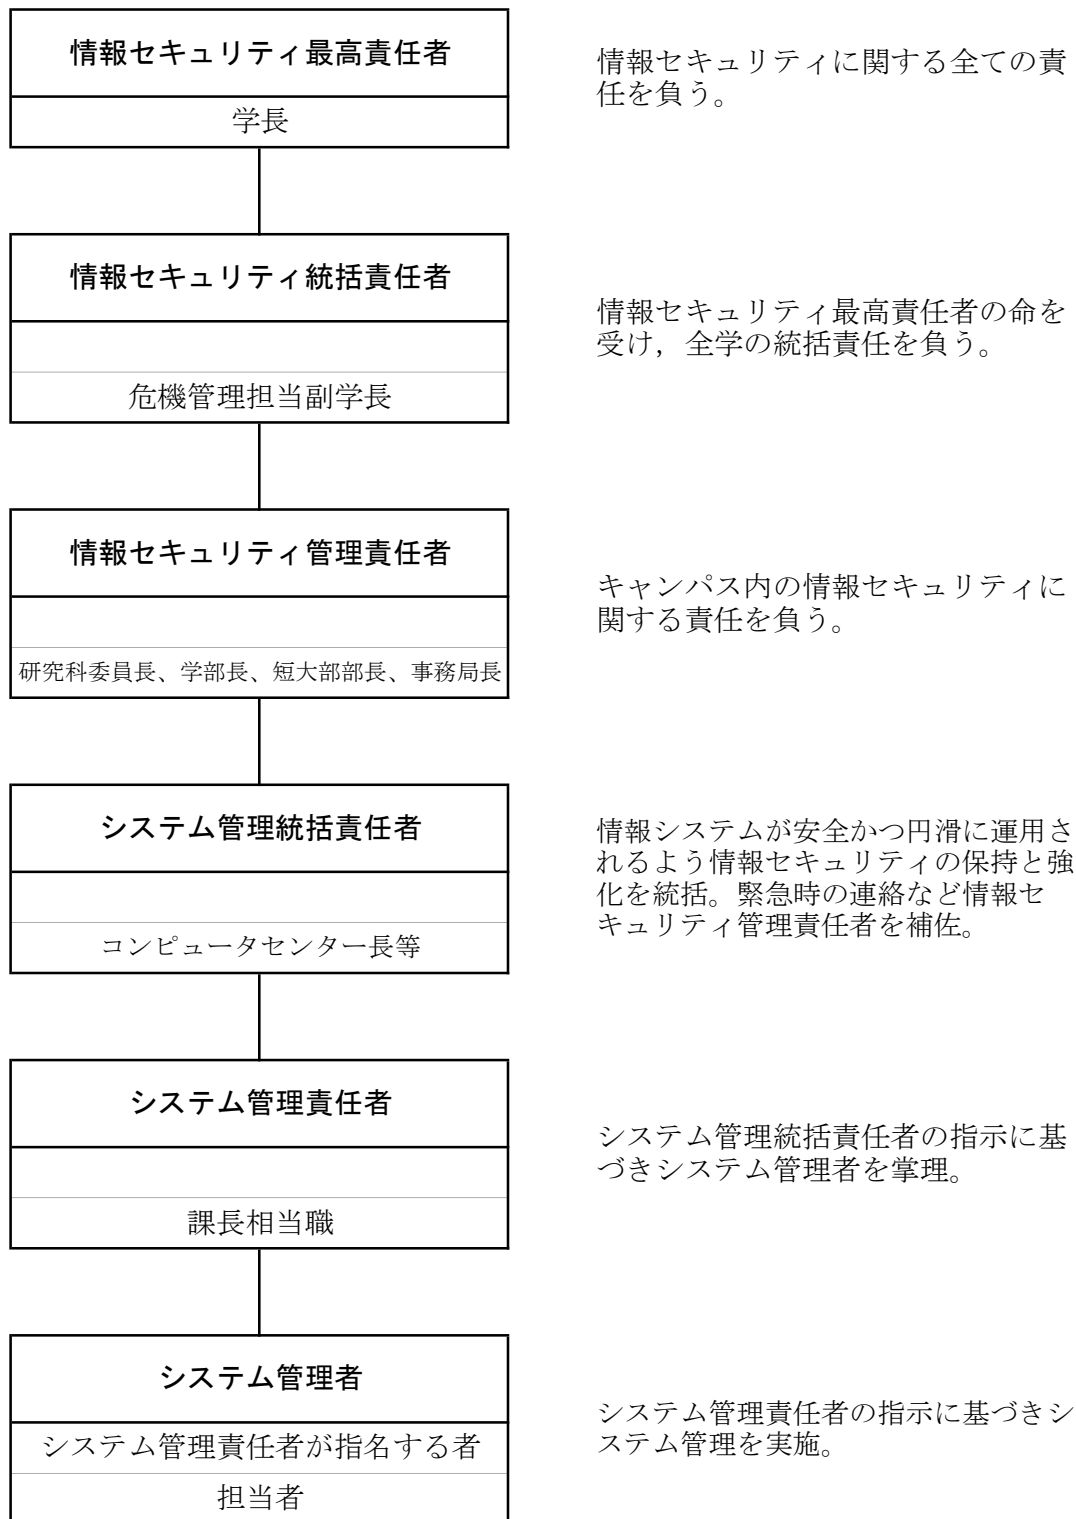 情報セキュリティ最高責任者
学長
情報セキュリティに関する全ての責
任を負う。
情報セキュリティ統括責任者
危機管理担当副学長
情報セキュリティ最高責任者の命を
受け，全学の統括責任を負う。
情報セキュリティ管理責任者
研究科委員長、学部長、短大部部長、事務局長
キャンパス内の情報セキュリティに
関する責任を負う。
システム管理統括責任者
コンピュータセンター長等
情報システムが安全かつ円滑に運用さ
れるよう情報セキュリティの保持と強
化を統括。緊急時の連絡など情報セ
キュリティ管理責任者を補佐。
システム管理責任者
課長相当職
システム管理統括責任者の指示に基
づきシステム管理者を掌理。
システム管理者
システム管理責任者が指名する者
担当者
システム管理責任者の指示に基づきシ
ステム管理を実施。